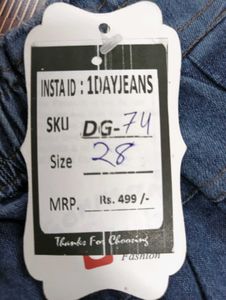 INSTA ID : 1DAYJEANS
SKU DG-74
Size 28
MRP. Rs. 499 /-
Thanks For Choosing
Fashion